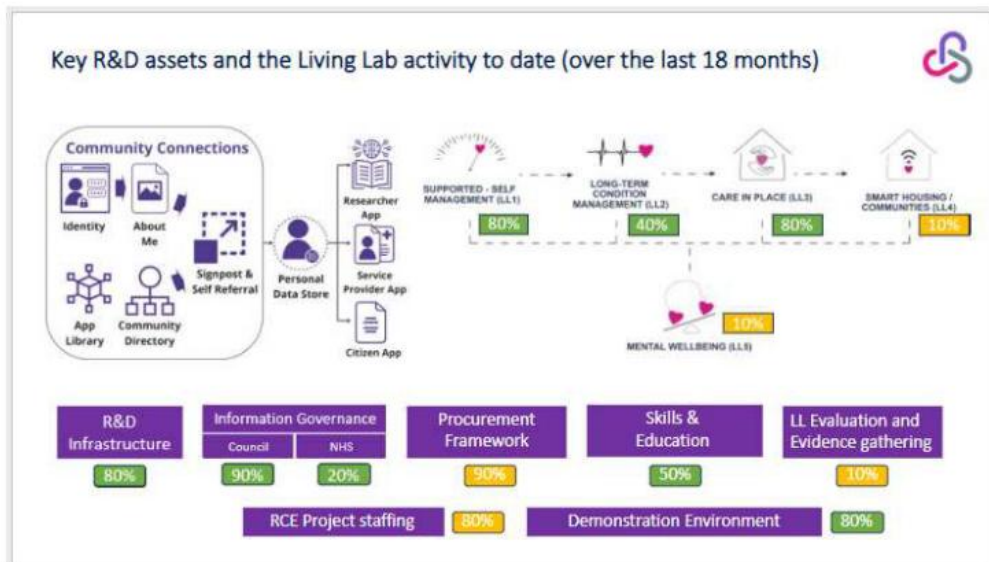 Key R&D assets and the Living Lab activity to date (over the last 18 months)
Community Connections
Identity
About
Me
App
Library
Community
Directory
Signpost &
Self Referral
Personal
Data Store
Researcher
App
Service
Provider App
Citizen App
SUPPORTED - SELF
MANAGEMENT (LL1)
80%
LONG-TERM
CONDITION
MANAGEMENT (LL2)
40%
CARE IN PLACE (LL3)
80%
SMART HOUSING /
COMMUNITIES (LL4)
10%
10%
MENTAL WELLBEING (LL5)
R&D
Infrastructure
80%
Information Governance
Council
NHS
90%
20%
Procurement
Framework
90%
Skills &
Education
50%
LL Evaluation and
Evidence gathering
10%
RCE Project staffing
80%
Demonstration Environment
80%